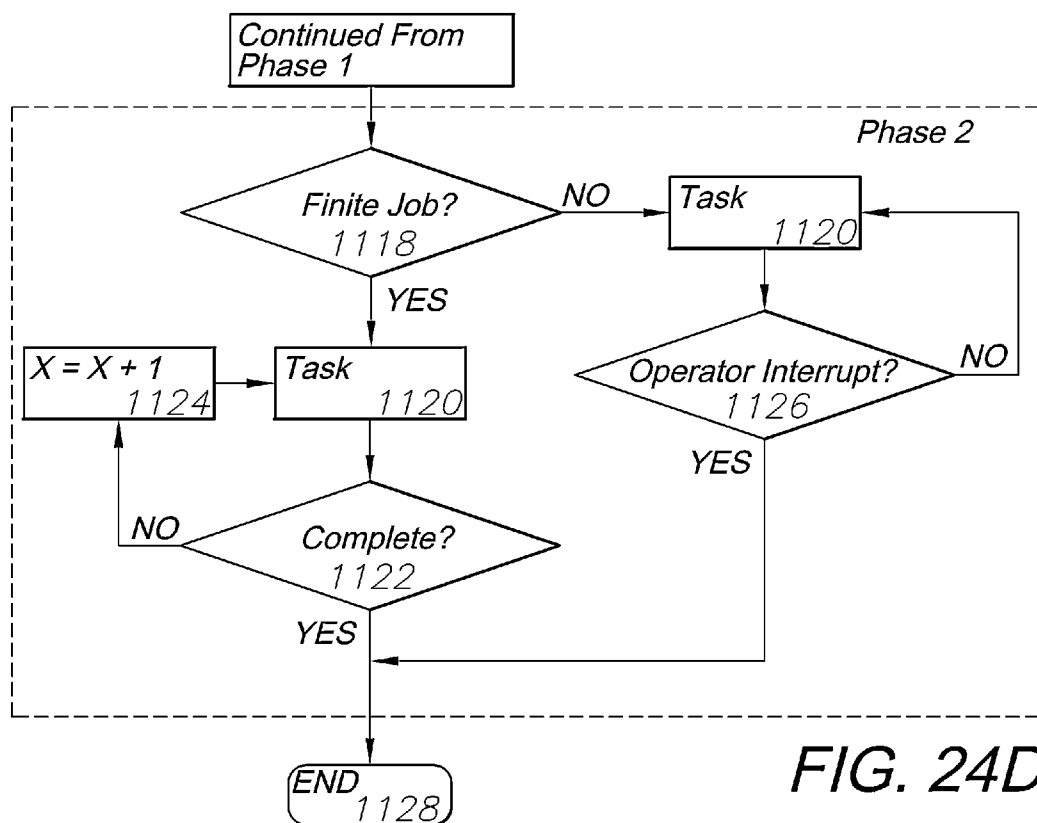 Continued From
Phase 1
Phase 2
Finite Job?
1118
NO
Task
1120
YES
X = X + 1
1124
Task
1120
Operator Interrupt?
1126
NO
YES
NO
Complete?
1122
YES
END
1128
FIG. 24D